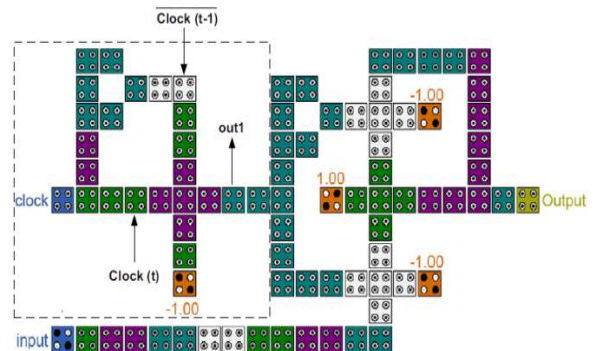 Clock (t-1)
-1.00
out1
1.00
clock
Output
Clock (t)
-1.00
-1.00
input